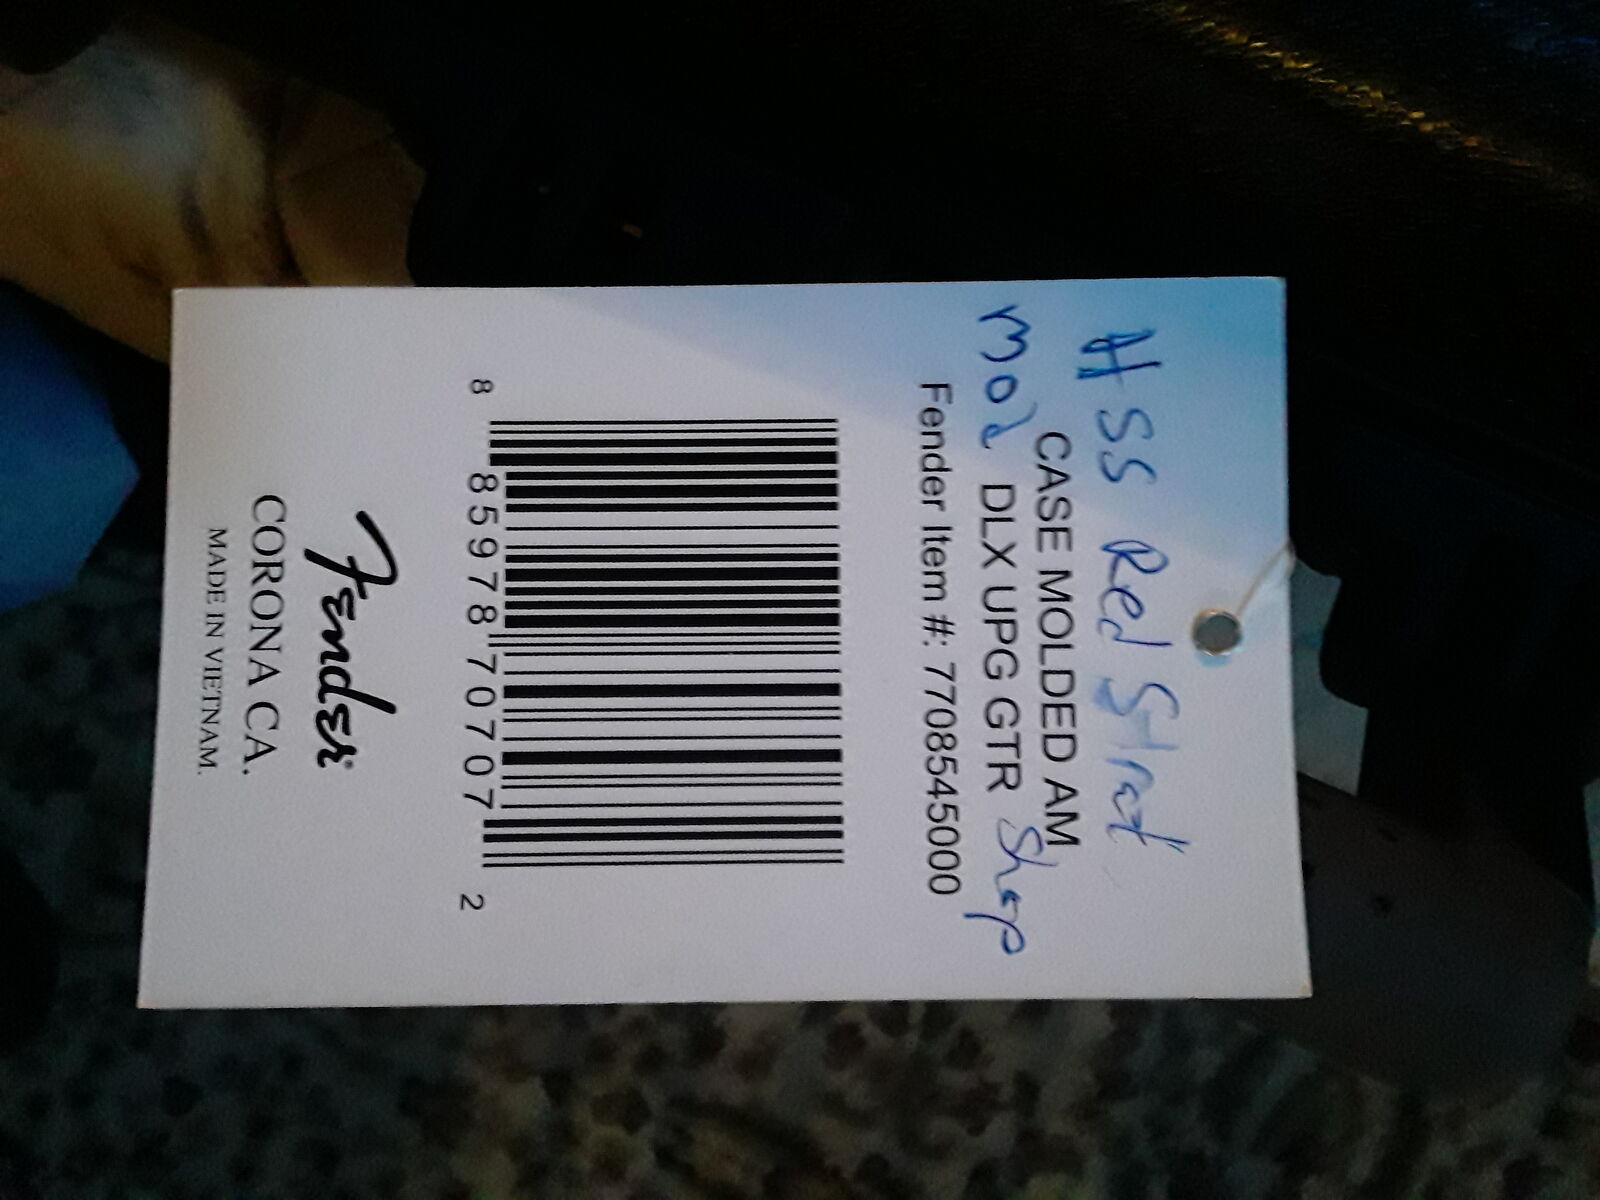 HSS Red Strat
CASE MOLDED AM
Mod DLX UPG GTR Shop
Fender Item #: 7708545000
8 85978 70707 2
Fender®
CORONA CA.
MADE IN VIETNAM.